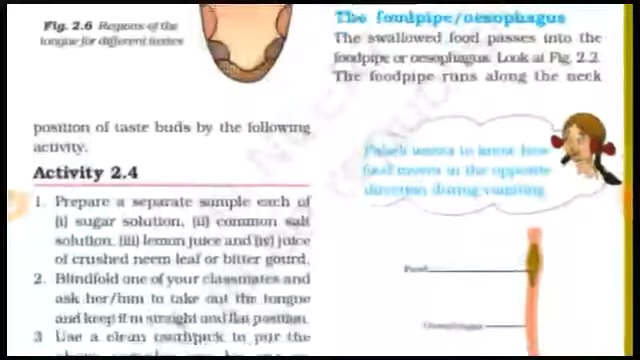 Fig. 2.6 Regions of the
tongue for different tastes
position of taste buds by the following
activity.
Activity 2.4
1. Prepare a separate sample each of
(i) sugar solution, (ii) common salt
solution, (iii) lemon juice and (iv) juice
of crushed neem leaf or bitter gourd.
2. Blindfold one of your classmates and
ask her/him to take out the tongue
and keep it in straight and flat position.
3 Use a clean toothpick to put the
The foodpipe/oesophagus
The swallowed food passes into the
foodpipe or oesophagus. Look at Fig. 2.2.
The foodpipe runs along the neck
Paheli wants to know how
food moves in the opposite
direction during vomiting.
Food
Oesophagus